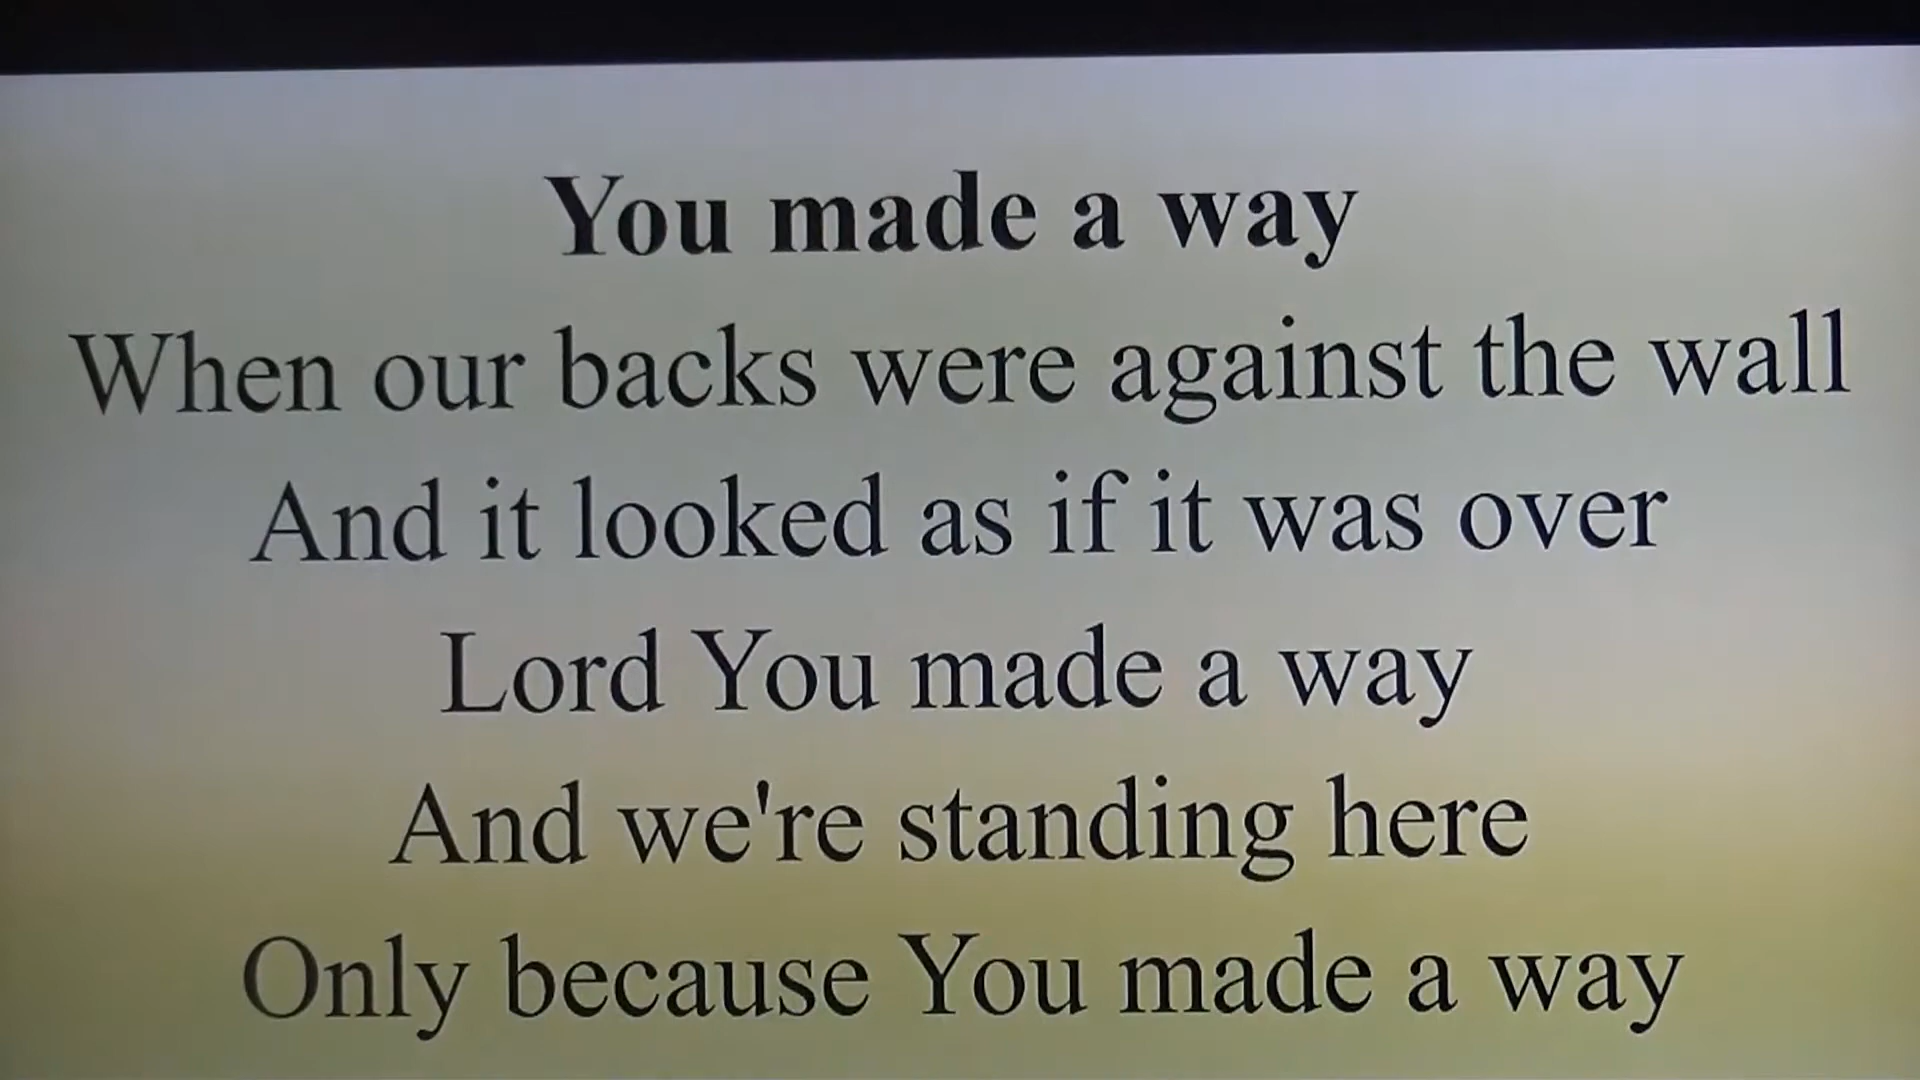 You made a way
When our backs were against the wall
And it looked as if it was over
Lord You made a way
And we're standing here
Only because You made a way